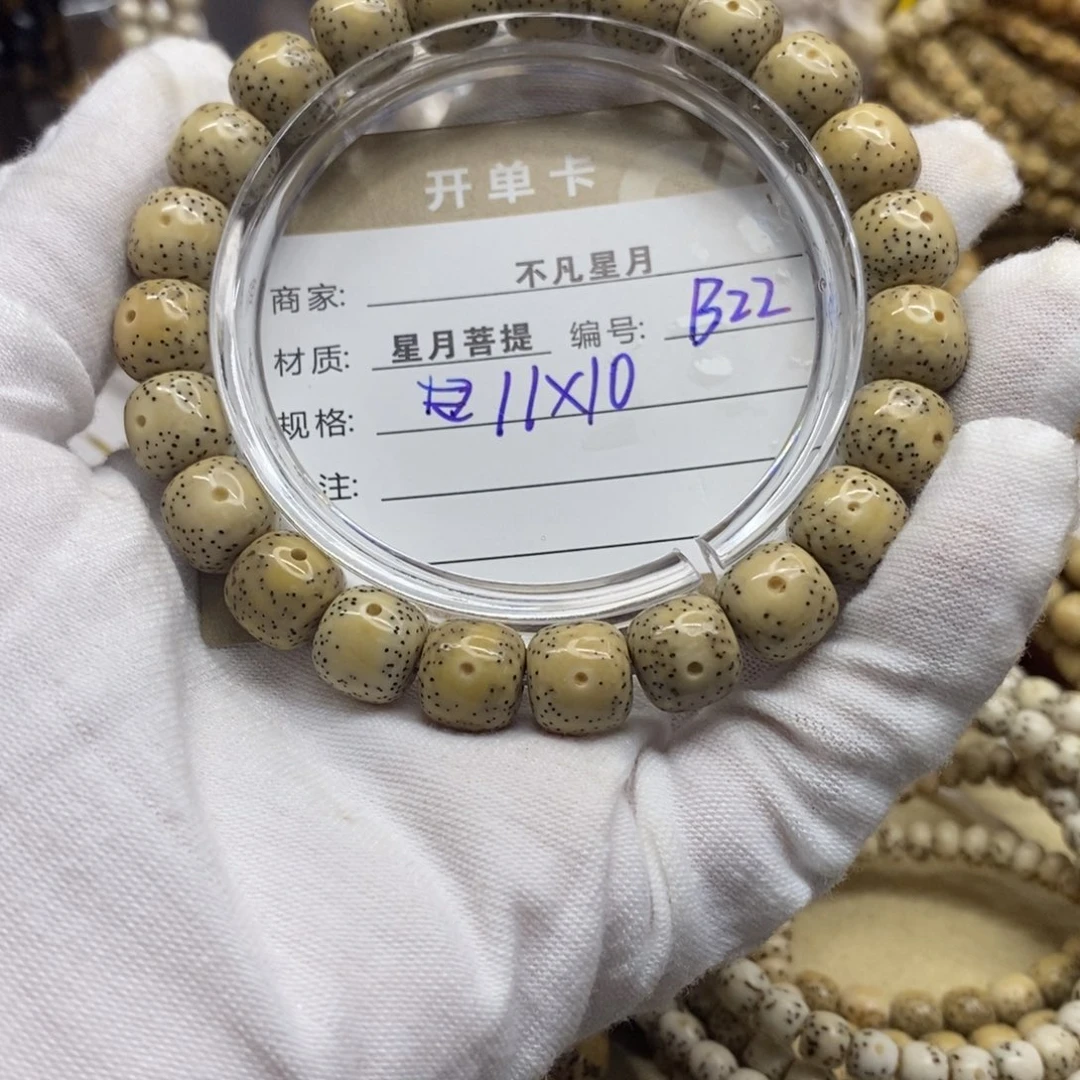 开单卡
商家: 不凡星月
材质: 星月菩提 编号: B22
规格: 11X10
注: